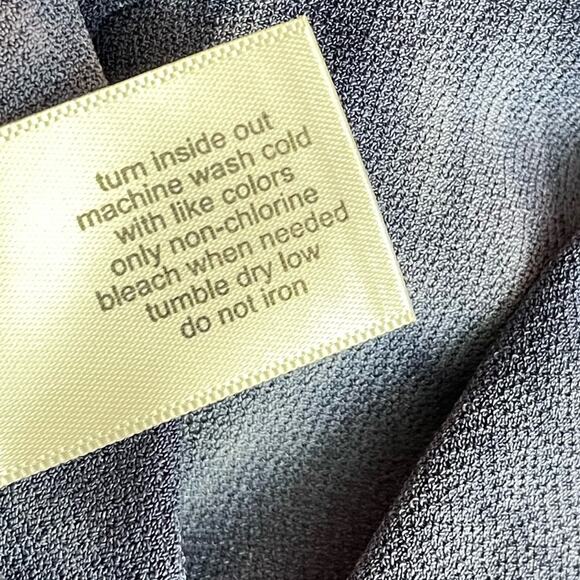 turn inside out
machine wash cold
with like colors
only non-chlorine
bleach when needed
tumble dry low
do not iron